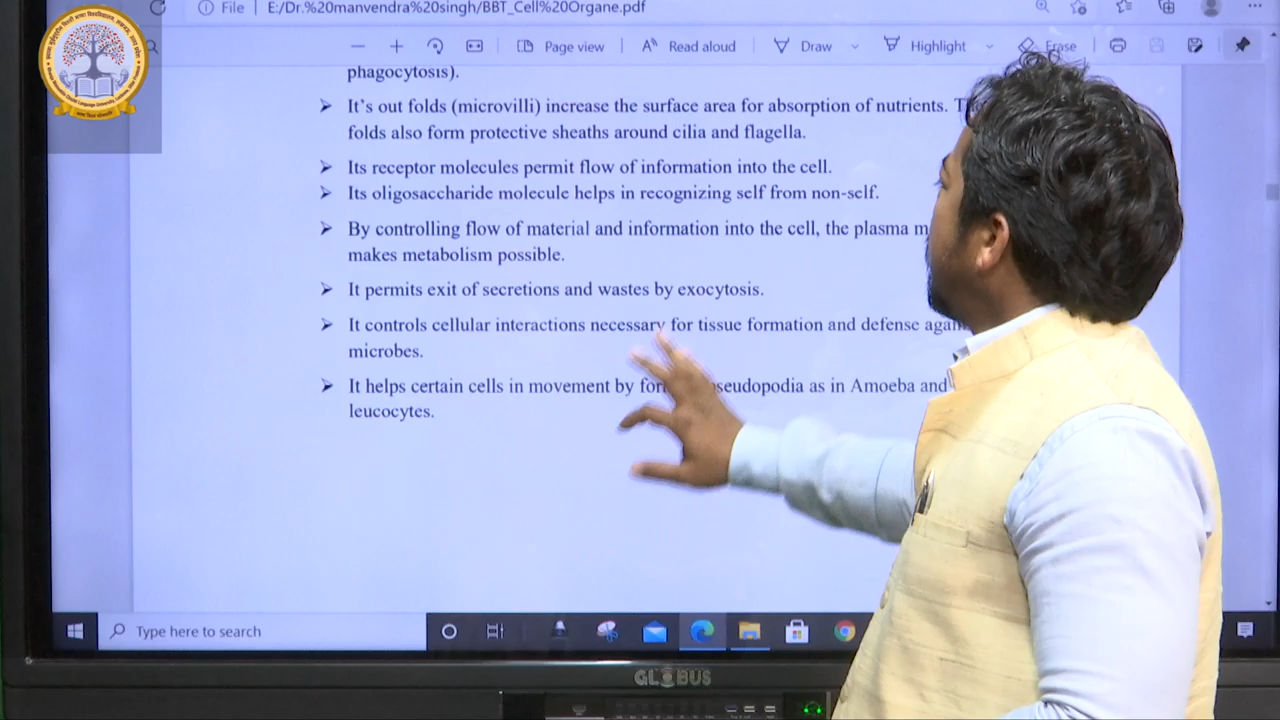 File E:/Dr.%20manvendra%20singh/BBT_Cell%20Organe.pdf
Page view Read aloud Draw Highlight Erase
phagocytosis).
➤ It's out folds (microvilli) increase the surface area for absorption of nutrients.
folds also form protective sheaths around cilia and flagella.
➤ Its receptor molecules permit flow of information into the cell.
➤ Its oligosaccharide molecule helps in recognizing self from non-self.
➤ By controlling flow of material and information into the cell, the plasma
makes metabolism possible.
➤ It permits exit of secretions and wastes by exocytosis.
➤ It controls cellular interactions necessary for tissue formation and defense
microbes.
➤ It helps certain cells in movement by pseudopodia as in Amoeba and
leucocytes.
Type here to search
GLOBUS